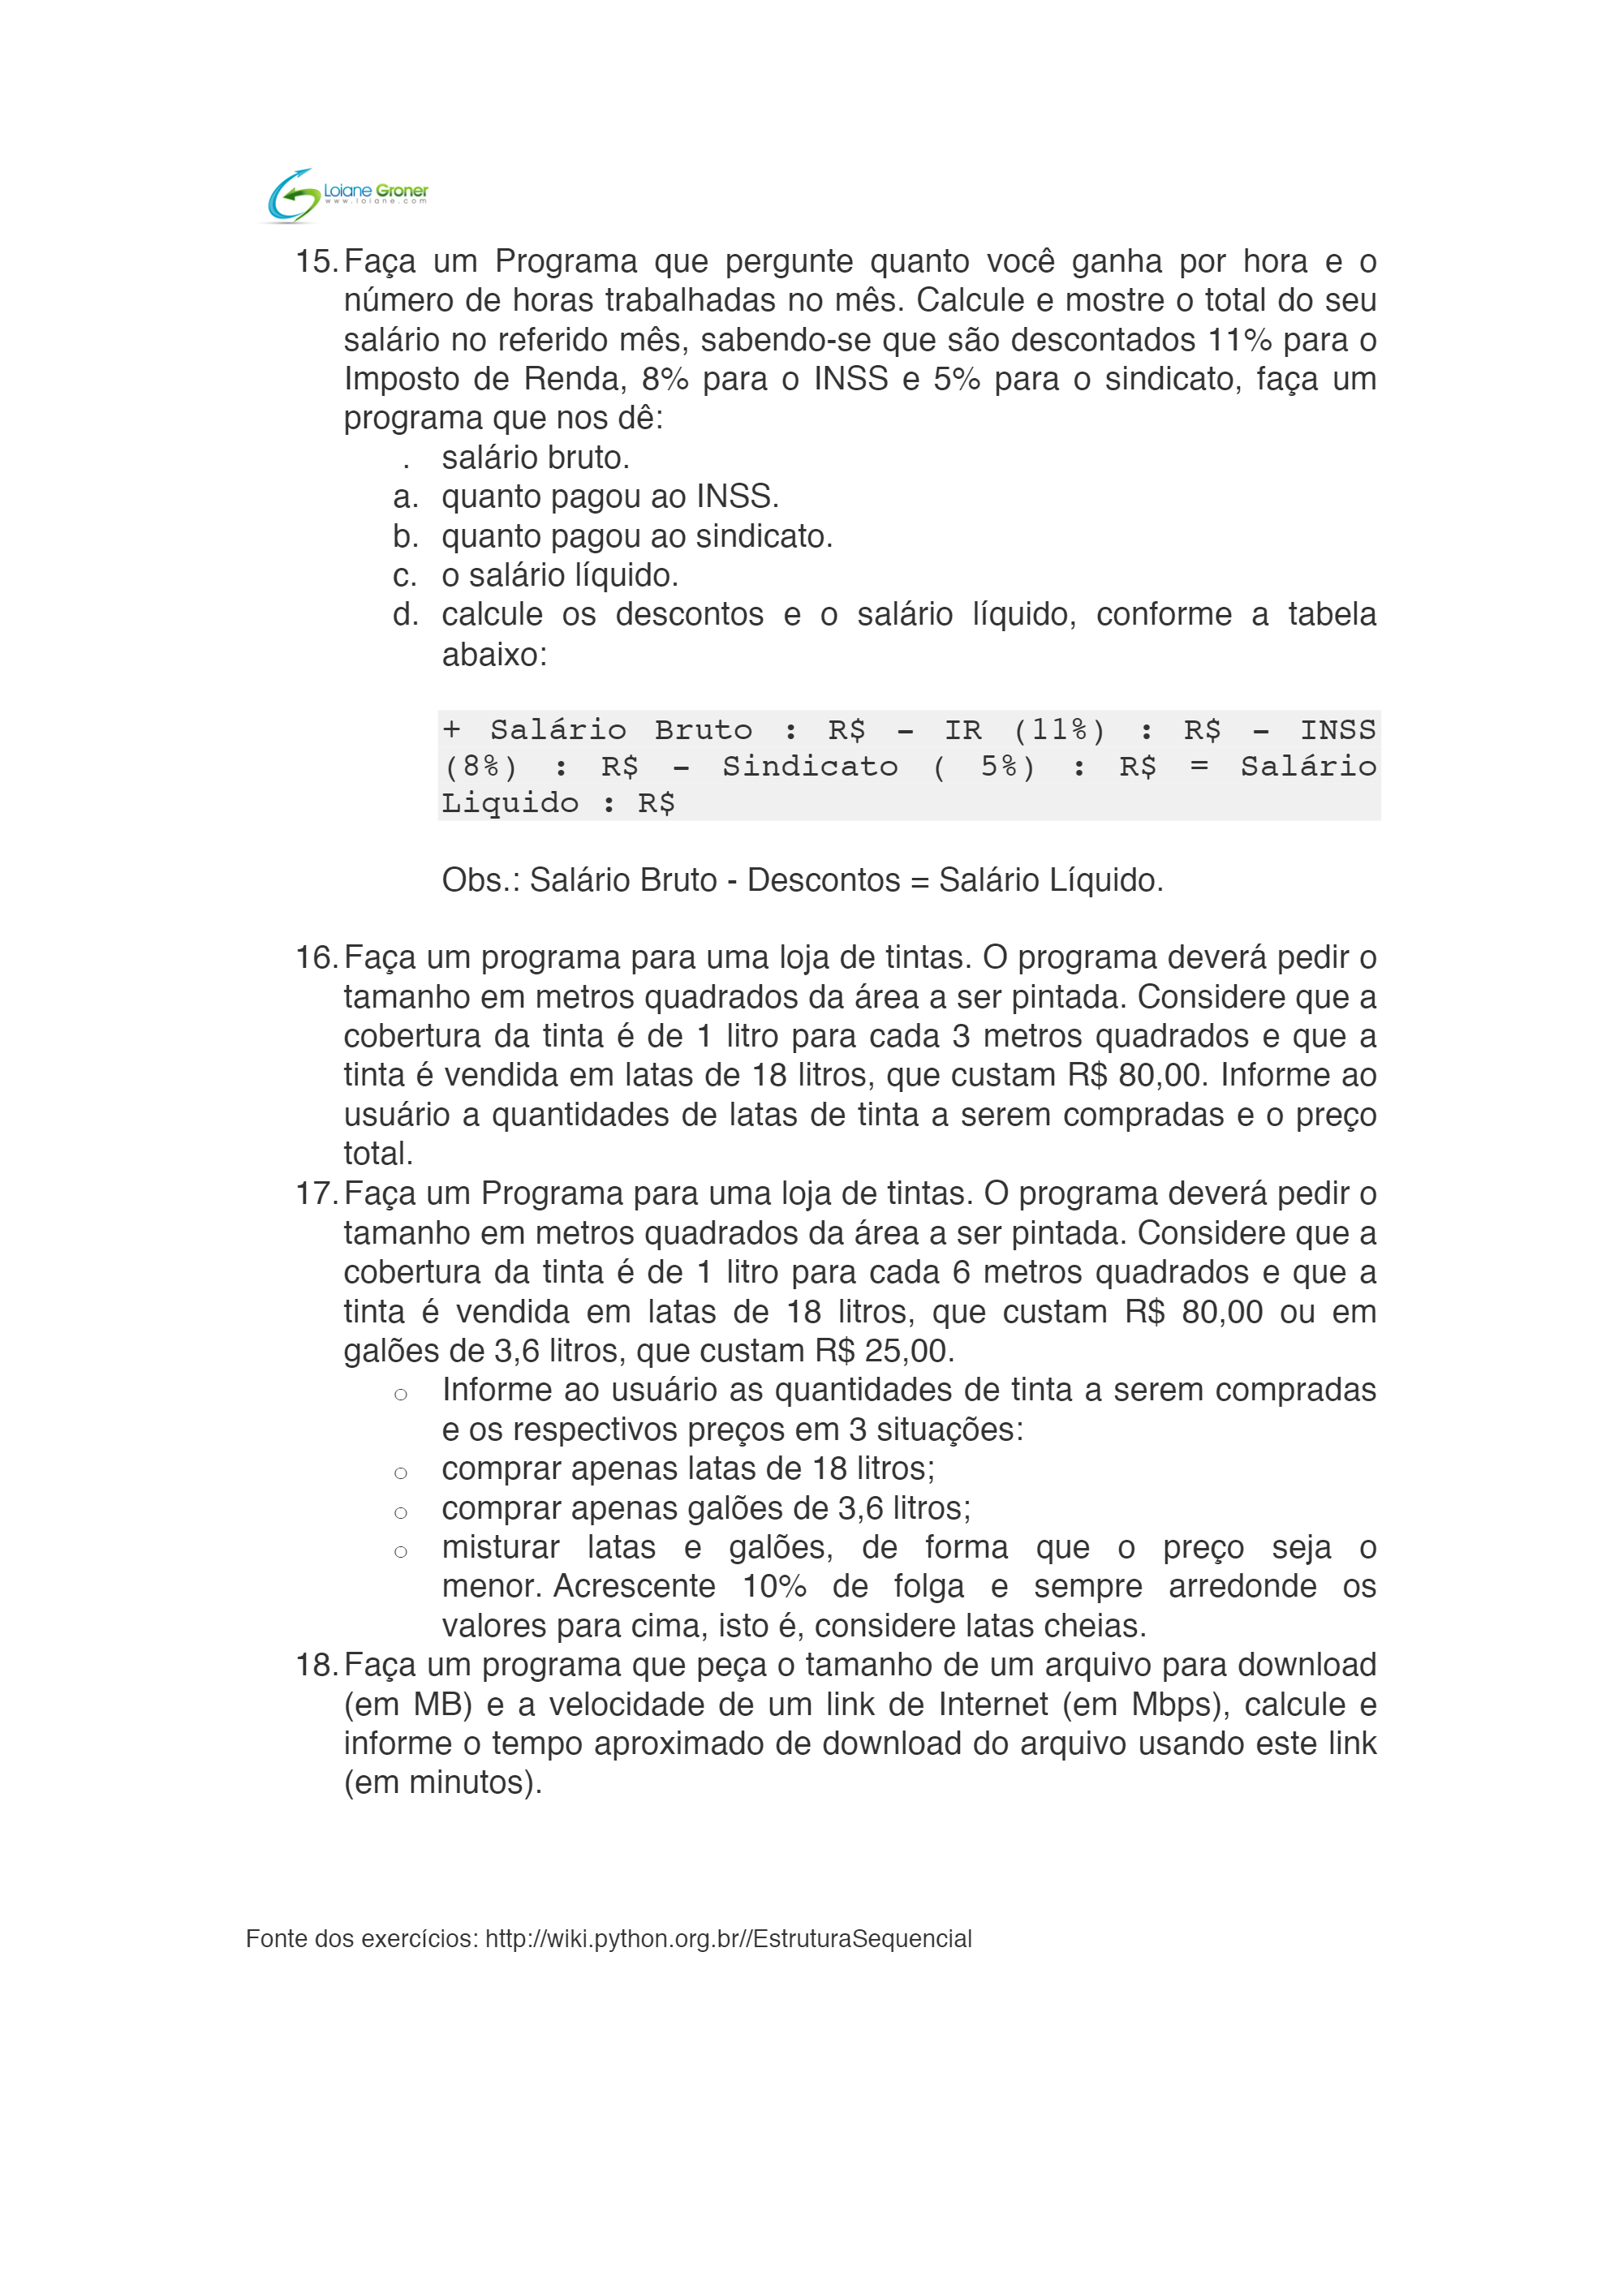 Loiane Groner
www.loiane.com
15. Faça um Programa que pergunte quanto você ganha por hora e o
número de horas trabalhadas no mês. Calcule e mostre o total do seu
salário no referido mês, sabendo-se que são descontados 11% para o
Imposto de Renda, 8% para o INSS e 5% para o sindicato, faça um
programa que nos dê:
. salário bruto.
a. quanto pagou ao INSS.
b. quanto pagou ao sindicato.
c. o salário líquido.
d. calcule os descontos e o salário líquido, conforme a tabela
abaixo:
+ Salário Bruto : R$ - IR (11%) : R$ - INSS
(8%) : R$ - Sindicato ( 5%) : R$ = Salário
Liquido : R$
Obs.: Salário Bruto - Descontos = Salário Líquido.
16. Faça um programa para uma loja de tintas. O programa deverá pedir o
tamanho em metros quadrados da área a ser pintada. Considere que a
cobertura da tinta é de 1 litro para cada 3 metros quadrados e que a
tinta é vendida em latas de 18 litros, que custam R$ 80,00. Informe ao
usuário a quantidades de latas de tinta a serem compradas e o preço
total.
17. Faça um Programa para uma loja de tintas. O programa deverá pedir o
tamanho em metros quadrados da área a ser pintada. Considere que a
cobertura da tinta é de 1 litro para cada 6 metros quadrados e que a
tinta é vendida em latas de 18 litros, que custam R$ 80,00 ou em
galões de 3,6 litros, que custam R$ 25,00.
○ Informe ao usuário as quantidades de tinta a serem compradas
e os respectivos preços em 3 situações:
○ comprar apenas latas de 18 litros;
○ comprar apenas galões de 3,6 litros;
○ misturar latas e galões, de forma que o preço seja o
menor. Acrescente 10% de folga e sempre arredonde os
valores para cima, isto é, considere latas cheias.
18. Faça um programa que peça o tamanho de um arquivo para download
(em MB) e a velocidade de um link de Internet (em Mbps), calcule e
informe o tempo aproximado de download do arquivo usando este link
(em minutos).
Fonte dos exercícios: http://wiki.python.org.br//EstruturaSequencial